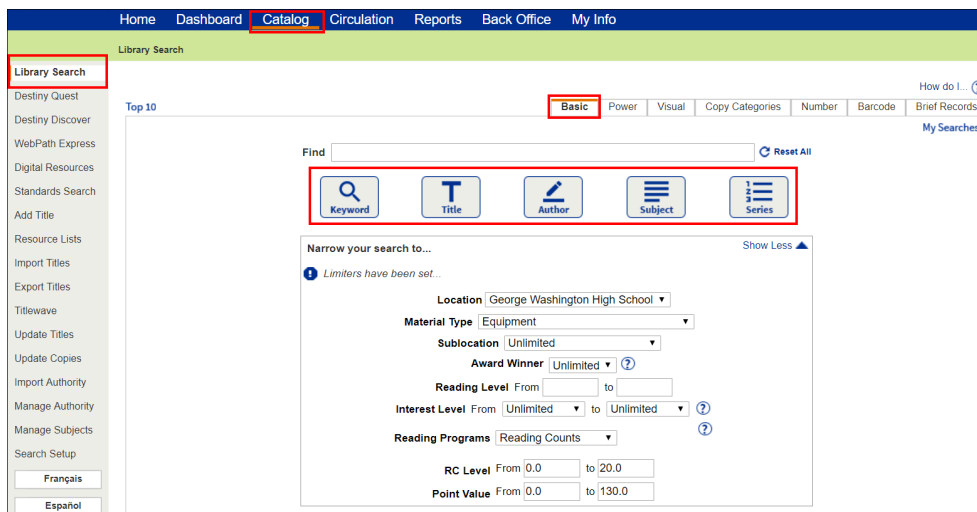 Home Dashboard Catalog Circulation Reports Back Office My Info
Library Search
Library Search
Destiny Quest
Destiny Discover
WebPath Express
Digital Resources
Standards Search
Add Title
Resource Lists
Import Titles
Export Titles
Titlewave
Update Titles
Update Copies
Import Authority
Manage Authority
Manage Subjects
Search Setup
Français
Español
How do I... ?
Top 10
Basic Power Visual Copy Categories Number Barcode Brief Records
My Searches
Find Reset All
Keyword Title Author Subject Series
Narrow your search to... Show Less
Limiters have been set...
Location George Washington High School
Material Type Equipment
Sublocation Unlimited
Award Winner Unlimited ?
Reading Level From to
Interest Level From Unlimited to Unlimited ?
Reading Programs Reading Counts ?
RC Level From 0.0 to 20.0
Point Value From 0.0 to 130.0